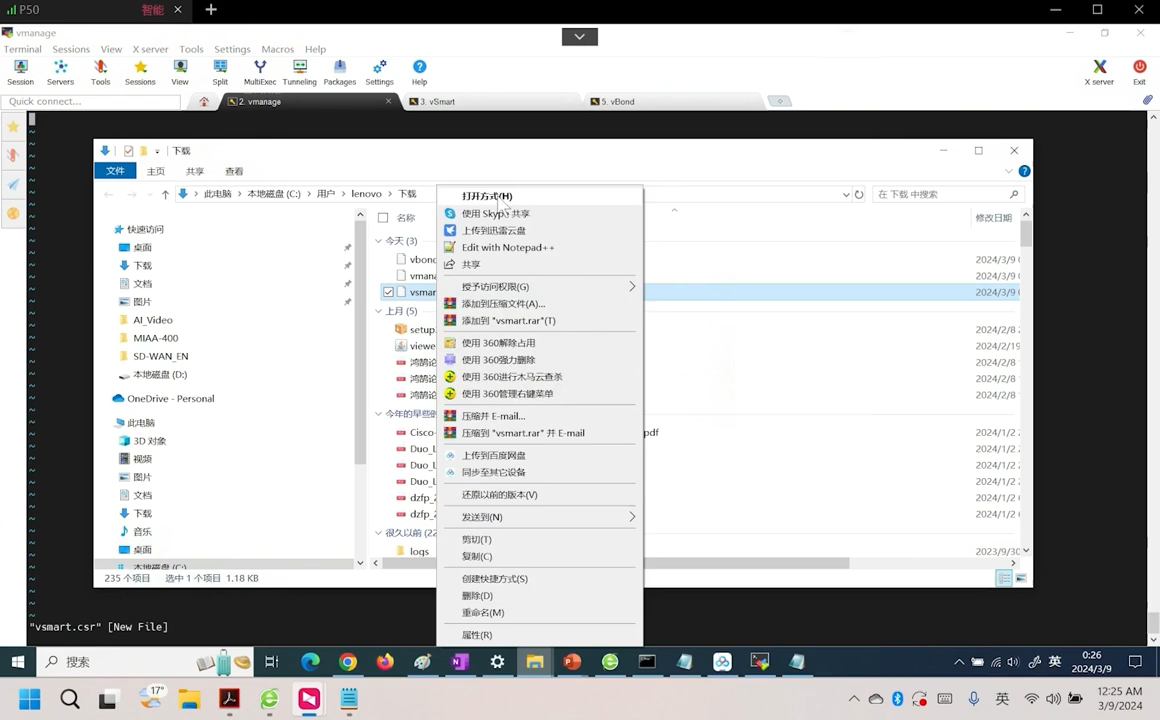 P50
智能
vmanage
Terminal Sessions View X server Tools Settings Macros Help
Session Servers Tools Sessions View Split MultiExec Tunneling Packages Settings Help X server Exit
Quick connect...
2. vmanage
3. vSmart
5. vBond
下载
文件 主页 共享 查看
此电脑 本地磁盘 (C:) 用户 lenovo 下载
在 下载 中搜索
名称
修改日期
快速访问
桌面
下载
文档
图片
AI_Video
MIAA-400
SD-WAN_EN
本地磁盘 (D:)
OneDrive - Personal
此电脑
3D 对象
视频
图片
文档
下载
音乐
桌面
本地磁盘 (C:)
今天 (3)
vbon
2024/3/9
vmana
2024/3/9
vsmar
2024/3/9
上月 (5)
setup.
2024/2/8
viewe
2024/2/19
鸿鹄论
2024/2/8
鸿鹄论
2024/2/8
鸿鹄论
2024/2/8
今年的早些时
Cisco-
pdf
2024/1/2
Duo_L
2024/1/2
Duo_L
2024/1/2
Duo_L
2024/1/2
dzfp_2
2024/1/2
dzfp_2
2024/1/2
很久以前 (22
logs
2023/9/30
打开方式(H)
使用 Skype 共享
上传到迅雷云盘
Edit with Notepad++
共享
授予访问权限(G)
添加到压缩文件(A)...
添加到 "vsmart.rar"(T)
使用 360解除占用
使用 360强力删除
使用 360进行木马云查杀
使用 360管理右键菜单
压缩并 E-mail...
压缩到 "vsmart.rar" 并 E-mail
上传到百度网盘
同步至其它设备
还原以前的版本(V)
发送到(N)
剪切(T)
复制(C)
创建快捷方式(S)
删除(D)
重命名(M)
属性(R)
235 个项目 选中 1 个项目 1.18 KB
"vsmart.csr" [New File]
搜索
英
0:26
2024/3/9
17°
英
12:25 AM
3/9/2024